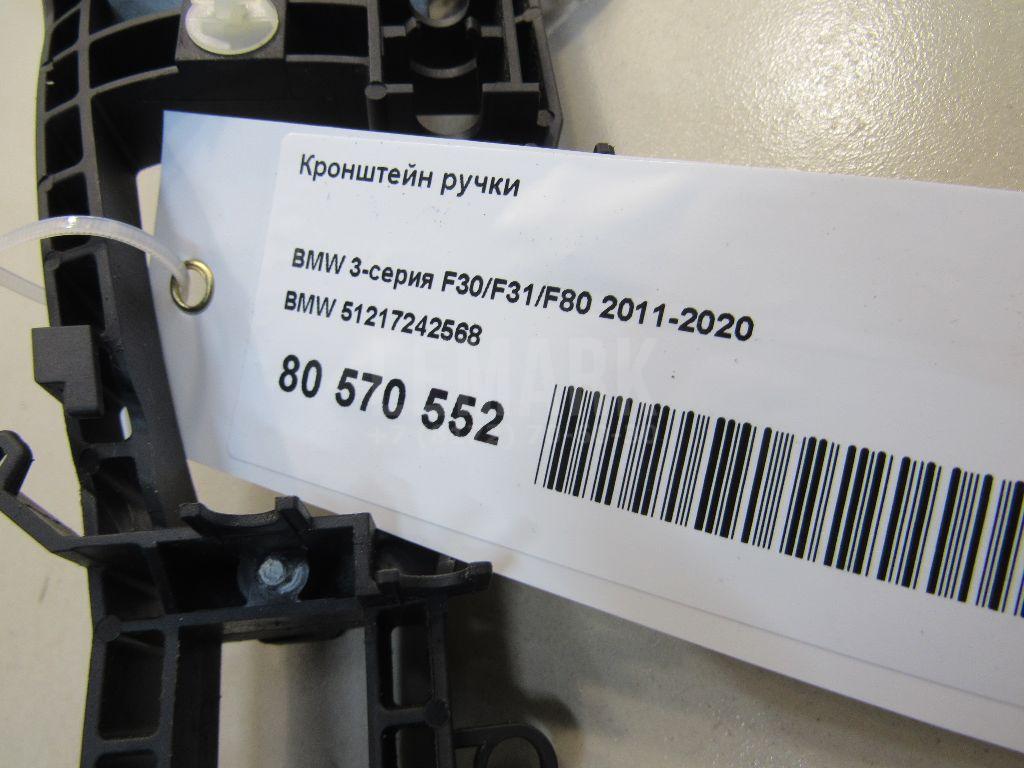 Кронштейн ручки
BMW 3-серия F30/F31/F80 2011-2020
BMW 51217242568
80 570 552